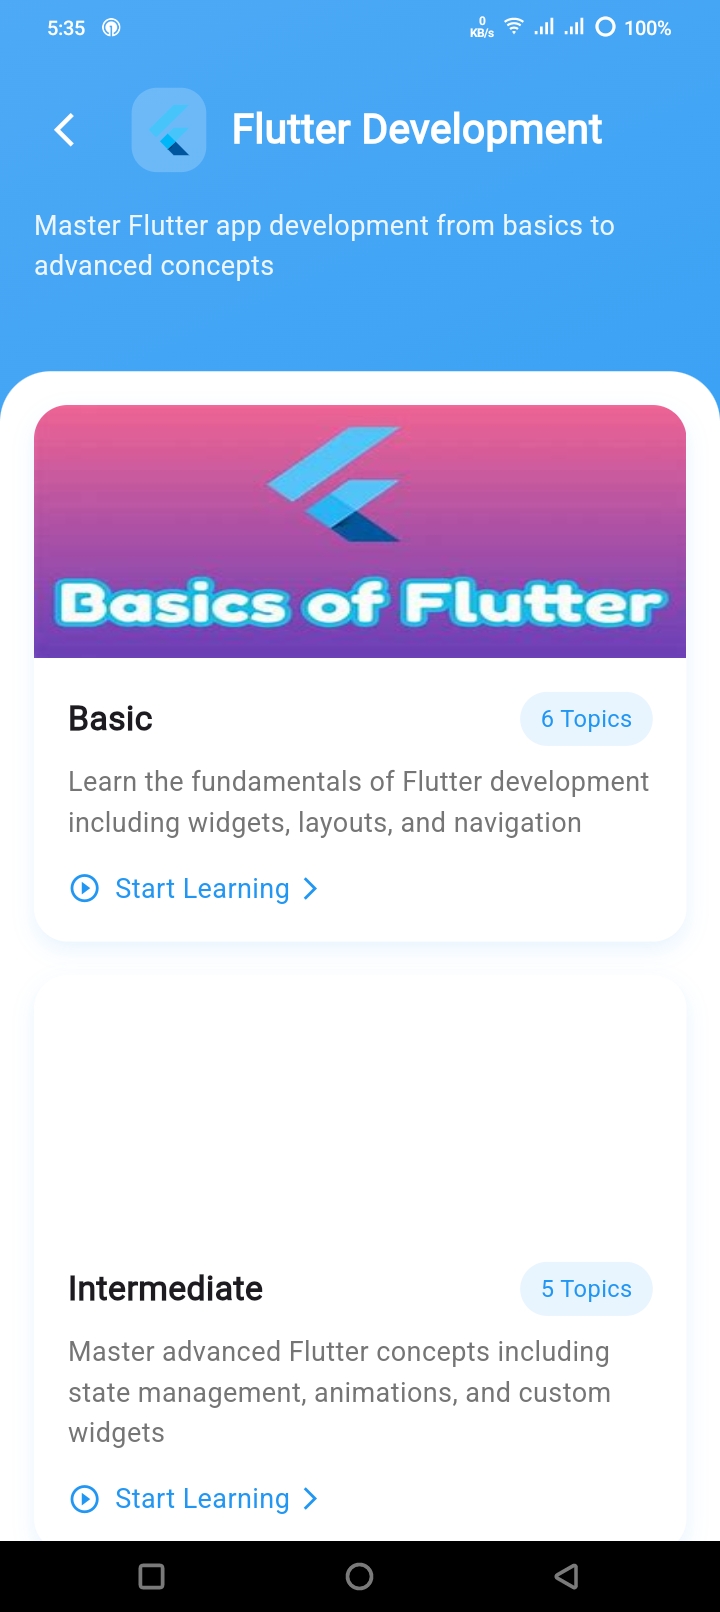 5:35
0
KB/s
100%
Flutter Development
Master Flutter app development from basics to
advanced concepts
Basics of Flutter
Basic
6 Topics
Learn the fundamentals of Flutter development
including widgets, layouts, and navigation
Start Learning
Intermediate
5 Topics
Master advanced Flutter concepts including
state management, animations, and custom
widgets
Start Learning